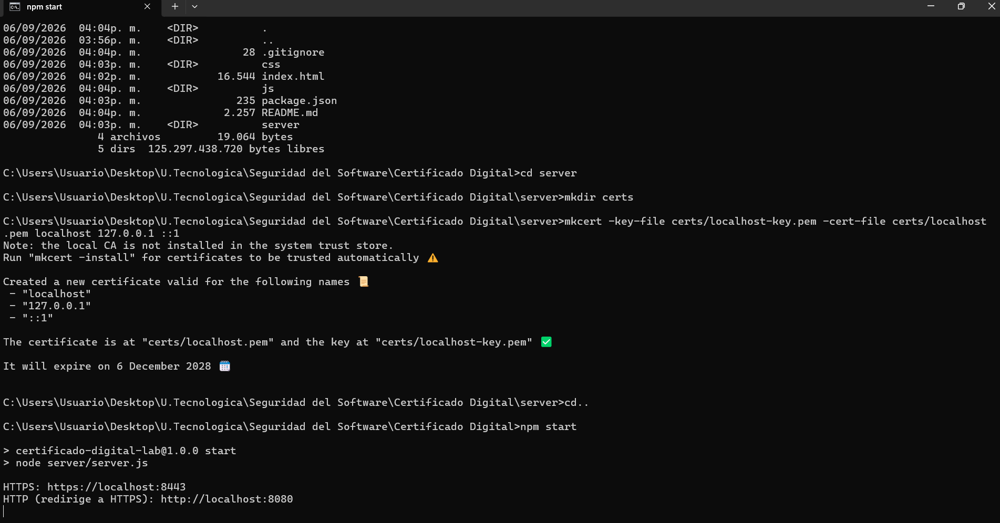 npm start
06/09/2026  04:04p. m.    <DIR>          .
06/09/2026  03:56p. m.    <DIR>          ..
06/09/2026  04:04p. m.                28 .gitignore
06/09/2026  04:03p. m.    <DIR>          css
06/09/2026  04:02p. m.            16.544 index.html
06/09/2026  04:04p. m.    <DIR>          js
06/09/2026  04:03p. m.               235 package.json
06/09/2026  04:04p. m.             2.257 README.md
06/09/2026  04:03p. m.    <DIR>          server
               4 archivos         19.064 bytes
               5 dirs  125.297.438.720 bytes libres
C:\Users\Usuario\Desktop\U.Tecnologica\Seguridad del Software\Certificado Digital>cd server
C:\Users\Usuario\Desktop\U.Tecnologica\Seguridad del Software\Certificado Digital\server>mkdir certs
C:\Users\Usuario\Desktop\U.Tecnologica\Seguridad del Software\Certificado Digital\server>mkcert -key-file certs/localhost-key.pem -cert-file certs/localhost
.pem localhost 127.0.0.1 ::1
Note: the local CA is not installed in the system trust store.
Run "mkcert -install" for certificates to be trusted automatically ⚠️
Created a new certificate valid for the following names 📜
 - "localhost"
 - "127.0.0.1"
 - "::1"
The certificate is at "certs/localhost.pem" and the key at "certs/localhost-key.pem" ✅
It will expire on 6 December 2028 🗓
C:\Users\Usuario\Desktop\U.Tecnologica\Seguridad del Software\Certificado Digital\server>cd..
C:\Users\Usuario\Desktop\U.Tecnologica\Seguridad del Software\Certificado Digital>npm start
> certificado-digital-lab@1.0.0 start
> node server/server.js
HTTPS: https://localhost:8443
HTTP (redirige a HTTPS): http://localhost:8080